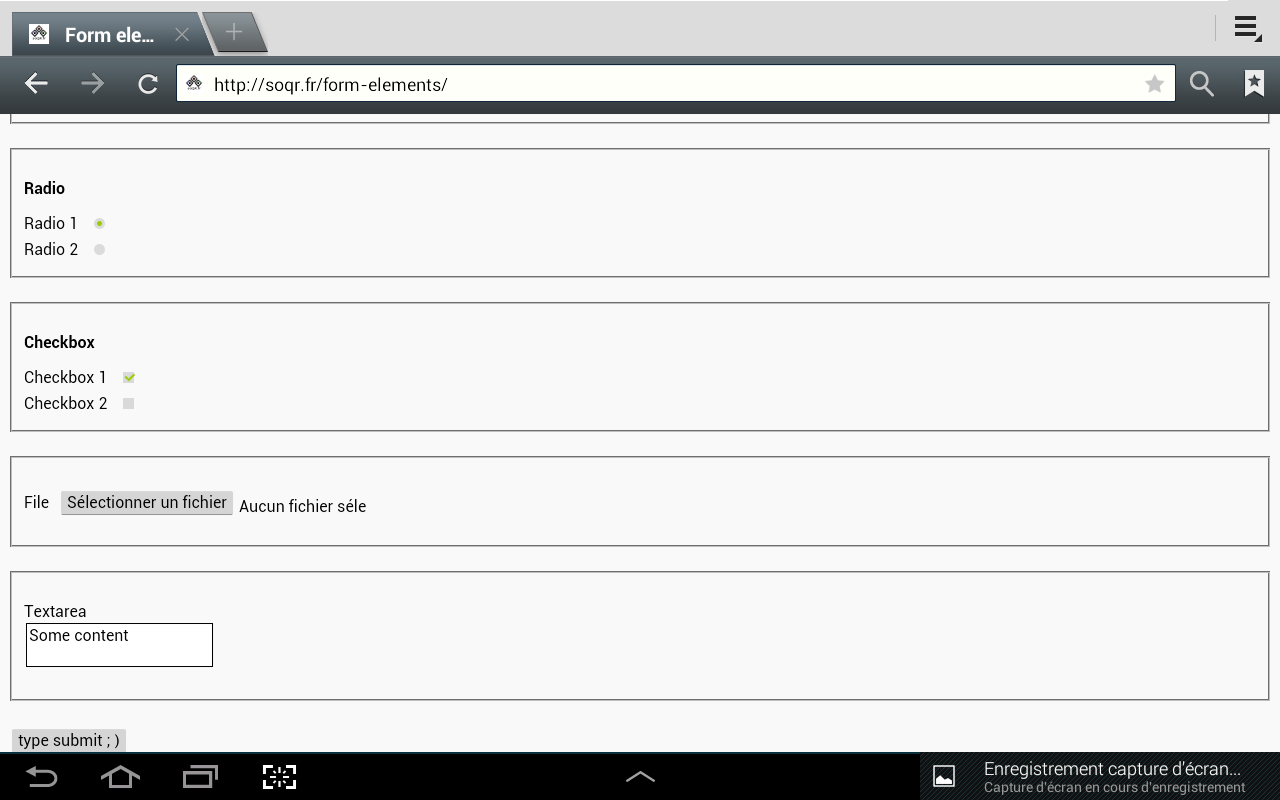 Form ele...
http://soqr.fr/form-elements/
Radio
Radio 1
Radio 2
Checkbox
Checkbox 1
Checkbox 2
File Sélectionner un fichier Aucun fichier séle
Textarea
Some content
type submit ; )
Enregistrement capture d'écran...
Capture d'écran en cours d'enregistrement